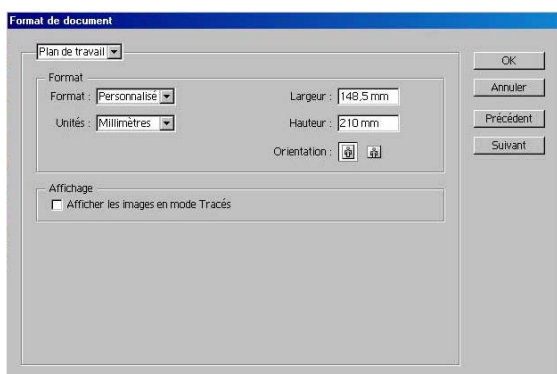 Format de document
Plan de travail
OK
Format
Annuler
Format : Personnalisé
Largeur : 148,5 mm
Unités : Millimètres
Hauteur : 210 mm
Précédent
Orientation :
Suivant
Affichage
Afficher les images en mode Tracés